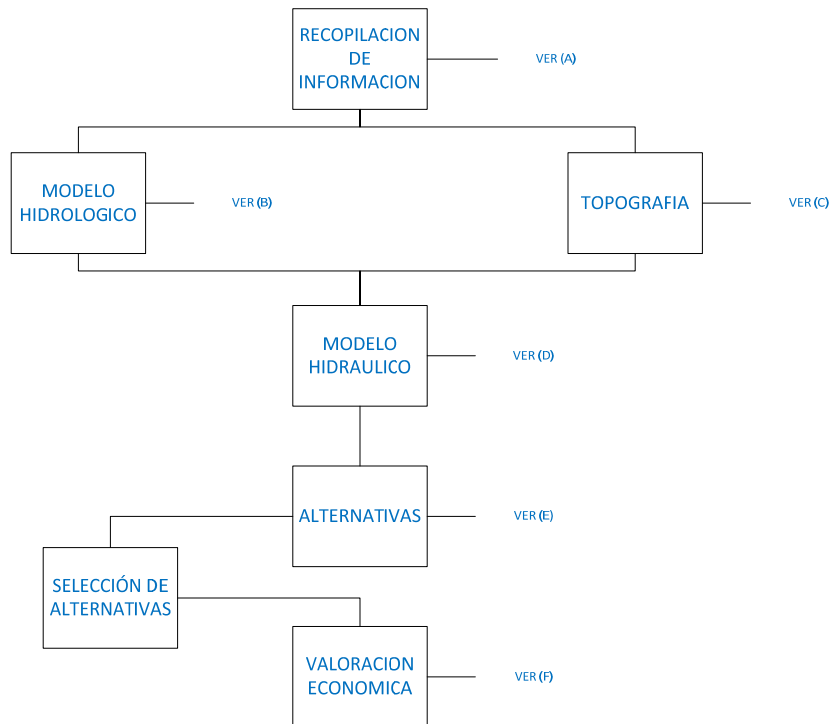 RECOPILACION
DE
INFORMACION
VER (A)
MODELO
HIDROLOGICO
VER (B)
TOPOGRAFIA
VER (C)
MODELO
HIDRAULICO
VER (D)
ALTERNATIVAS
VER (E)
SELECCIÓN DE
ALTERNATIVAS
VALORACION
ECONOMICA
VER (F)